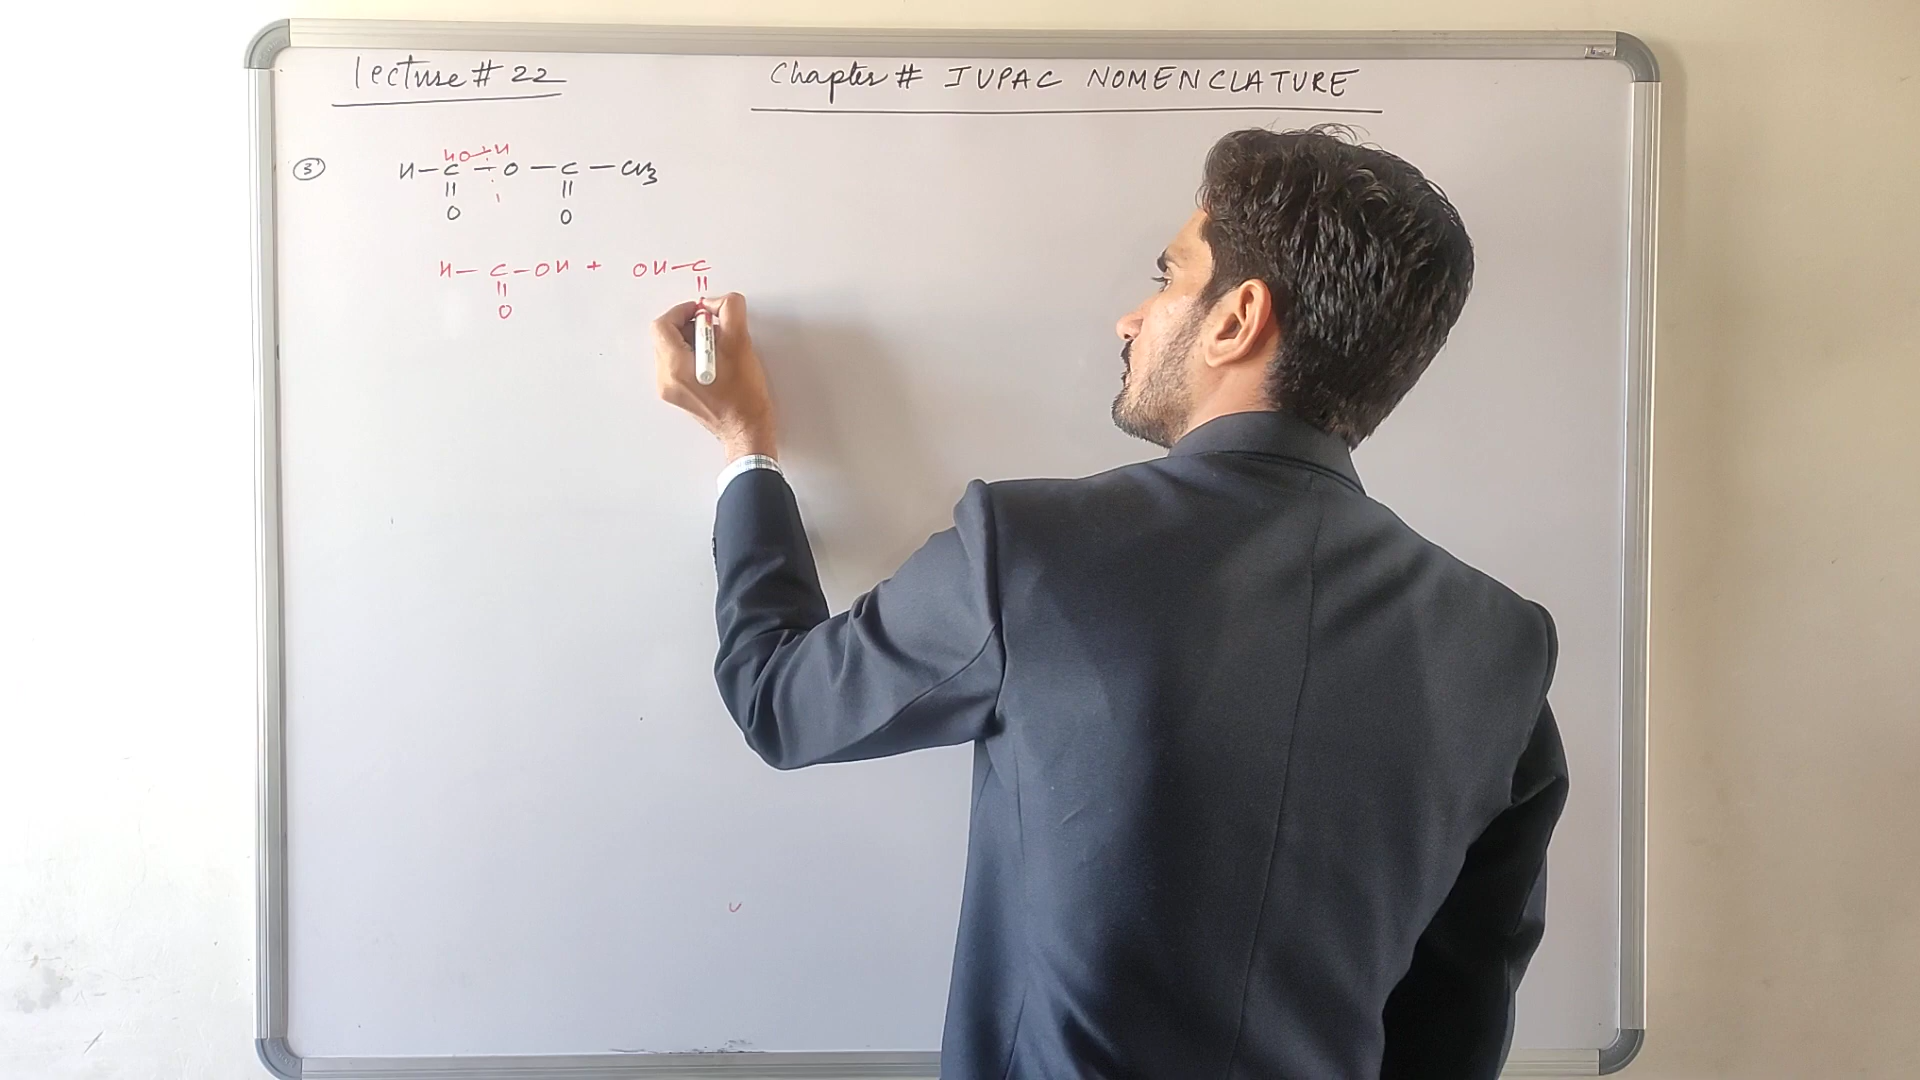 Lecture # 22
Chapter # IUPAC NOMENCLATURE
HO-H
③ H-C-O-C-CH3
|| ||
O O
H-C-OH + OH-C
|| ||
O